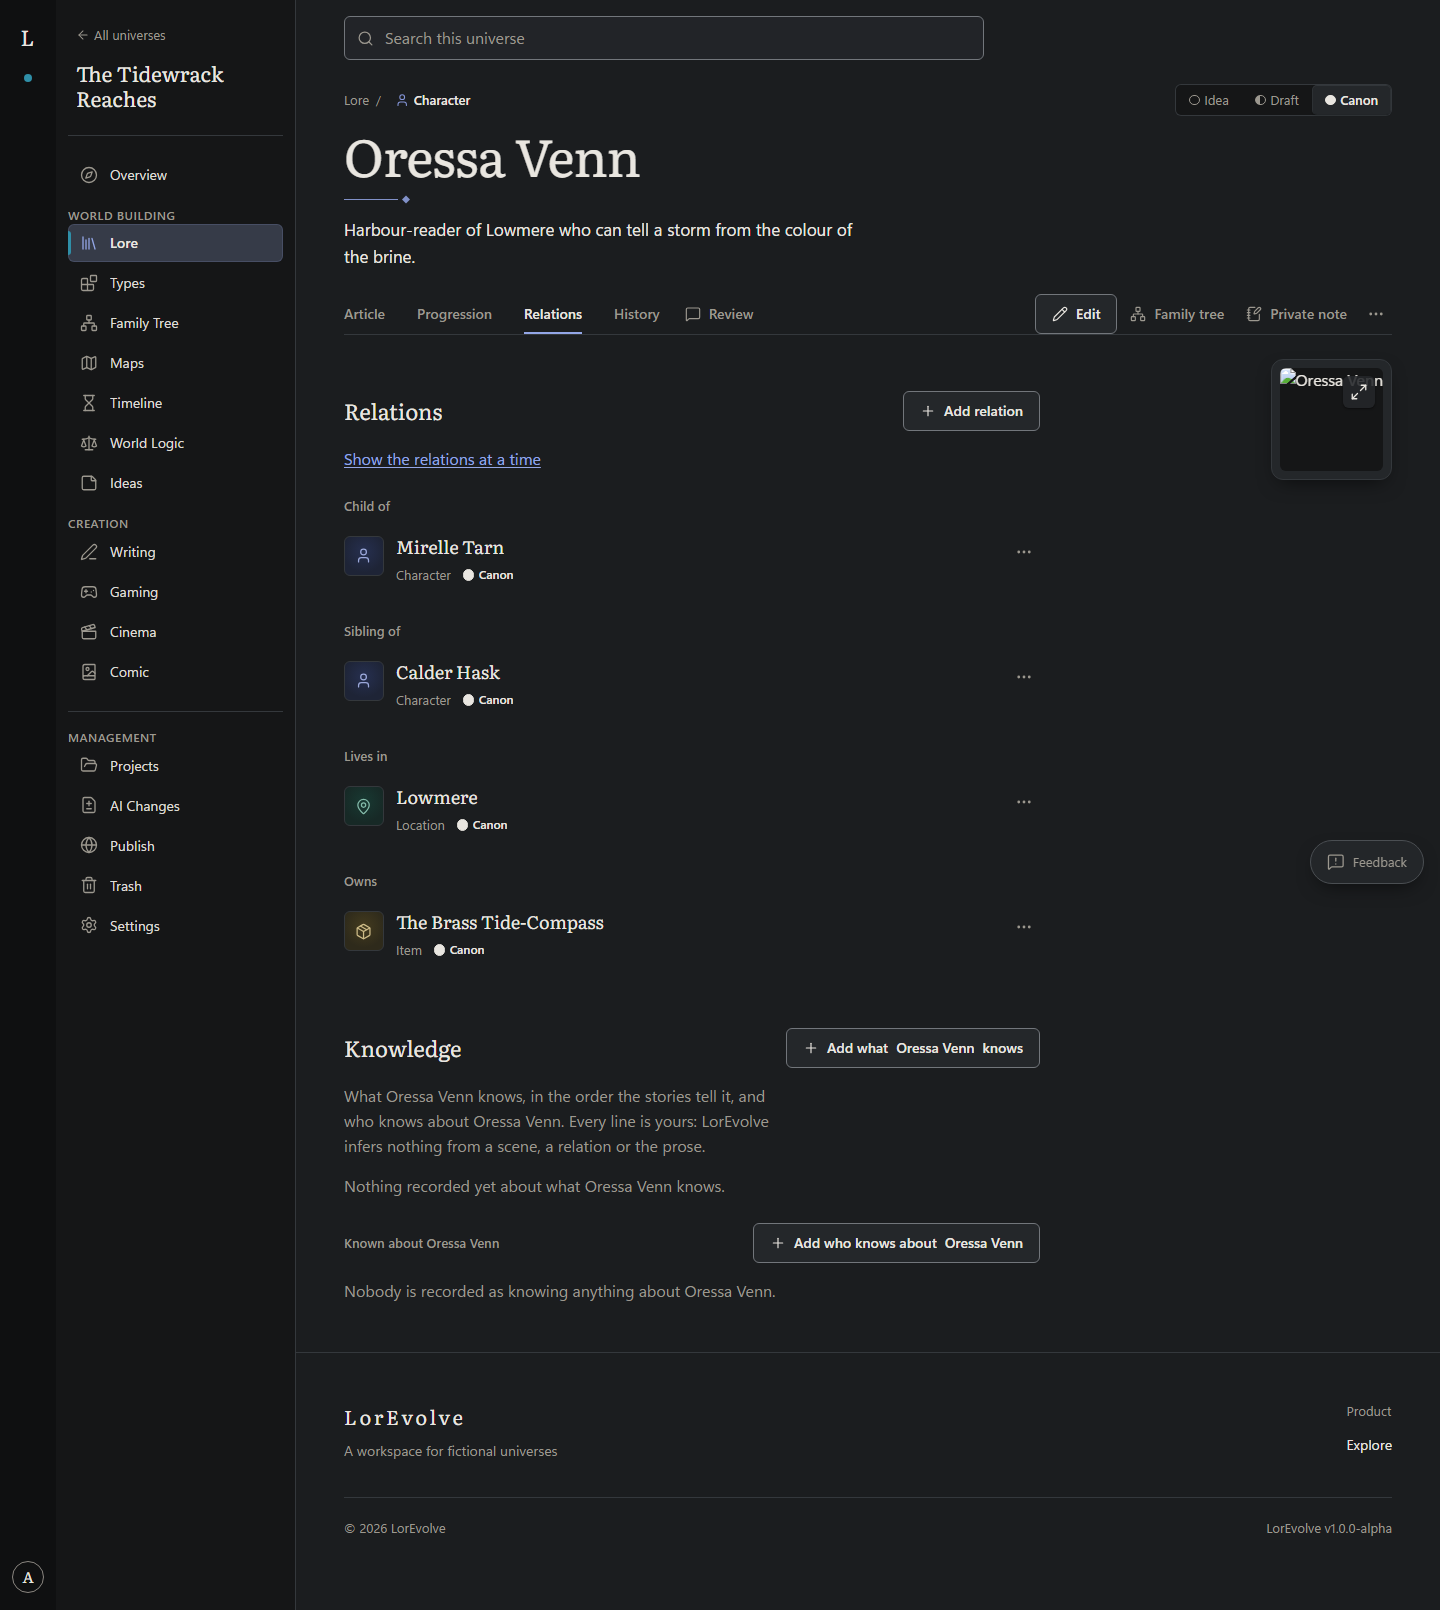 L
All universes
The Tidewrack
Reaches
Overview
WORLD BUILDING
Lore
Types
Family Tree
Maps
Timeline
World Logic
Ideas
CREATION
Writing
Gaming
Cinema
Comic
MANAGEMENT
Projects
AI Changes
Publish
Trash
Settings
A
Search this universe
Lore / Character
Idea Draft Canon
Oressa Venn
Harbour-reader of Lowmere who can tell a storm from the colour of
the brine.
Article Progression Relations History Review
Edit Family tree Private note
Oressa Venn
Relations
Add relation
Show the relations at a time
Child of
Mirelle Tarn
Character Canon
Sibling of
Calder Hask
Character Canon
Lives in
Lowmere
Location Canon
Owns
The Brass Tide-Compass
Item Canon
Feedback
Knowledge
Add what Oressa Venn knows
What Oressa Venn knows, in the order the stories tell it, and
who knows about Oressa Venn. Every line is yours: LorEvolve
infers nothing from a scene, a relation or the prose.
Nothing recorded yet about what Oressa Venn knows.
Known about Oressa Venn
Add who knows about Oressa Venn
Nobody is recorded as knowing anything about Oressa Venn.
LorEvolve
A workspace for fictional universes
Product
Explore
© 2026 LorEvolve
LorEvolve v1.0.0-alpha